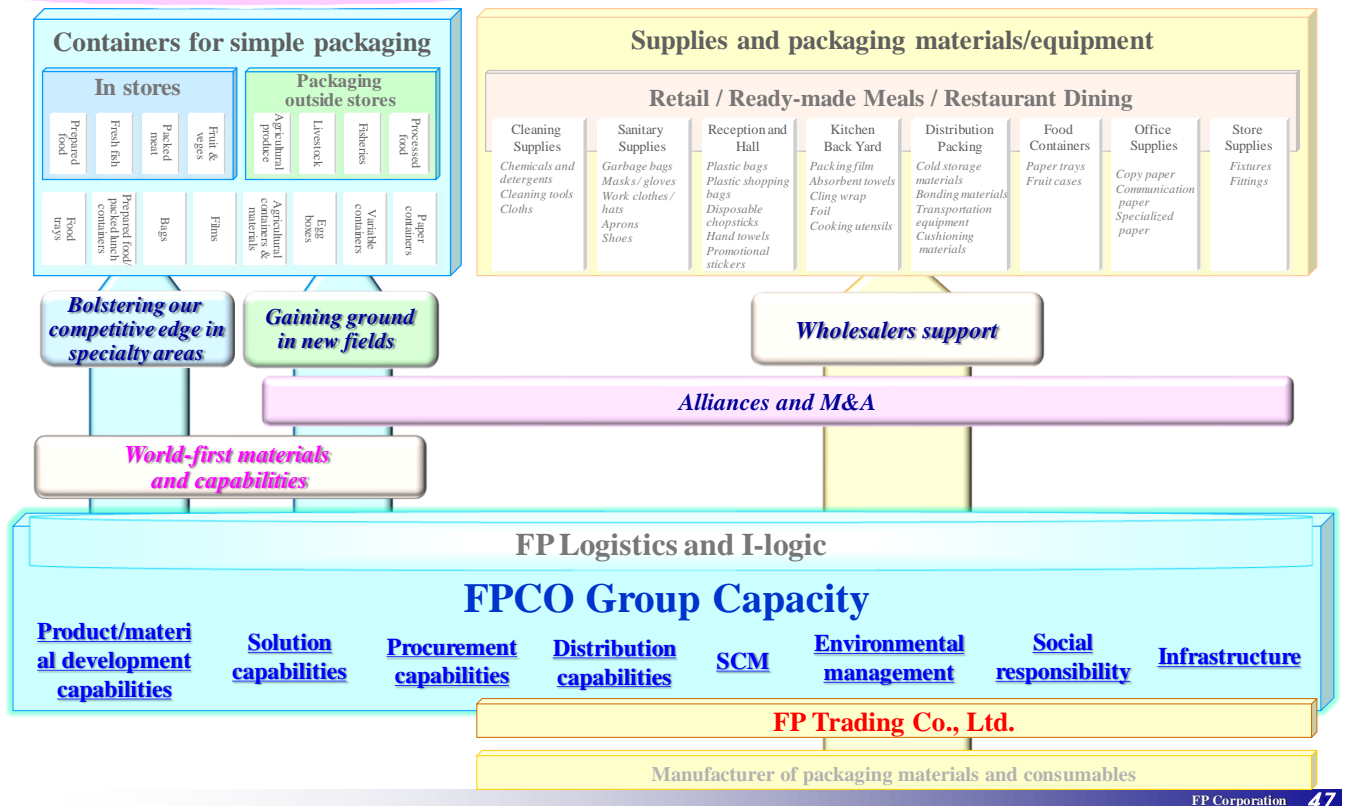 Containers for simple packaging
In stores
Prepared
food
Fresh fish
Packed
meat
Fruit &
veges
Packaging
outside stores
Agricultural
produce
Livestock
Fisheries
Processed
food
Food
trays
Prepared food/
packed lunch
containers
Bags
Films
Agricultural
containers &
materials
Egg
boxes
Variable
containers
Paper
containers
Supplies and packaging materials/equipment
Retail / Ready-made Meals / Restaurant Dining
Cleaning
Supplies
Chemicals and
detergents
Cleaning tools
Cloths
Sanitary
Supplies
Garbage bags
Masks / gloves
Work clothes /
hats
Aprons
Shoes
Reception and
Hall
Plastic bags
Plastic shopping
bags
Disposable
chopsticks
Hand towels
Promotional
stickers
Kitchen
Back Yard
Packing film
Absorbent towels
Cling wrap
Foil
Cooking utensils
Distribution
Packing
Cold storage
materials
Bonding materials
Transportation
equipment
Cushioning
materials
Food
Containers
Paper trays
Fruit cases
Office
Supplies
Copy paper
Communication
paper
Specialized
paper
Store
Supplies
Fixtures
Fittings
Bolstering our
competitive edge in
specialty areas
Gaining ground
in new fields
Wholesalers support
Alliances and M&A
World-first materials
and capabilities
FP Logistics and I-logic
FPCO Group Capacity
Product/materi
al development
capabilities
Solution
capabilities
Procurement
capabilities
Distribution
capabilities
SCM
Environmental
management
Social
responsibility
Infrastructure
FP Trading Co., Ltd.
Manufacturer of packaging materials and consumables
FP Corporation 47